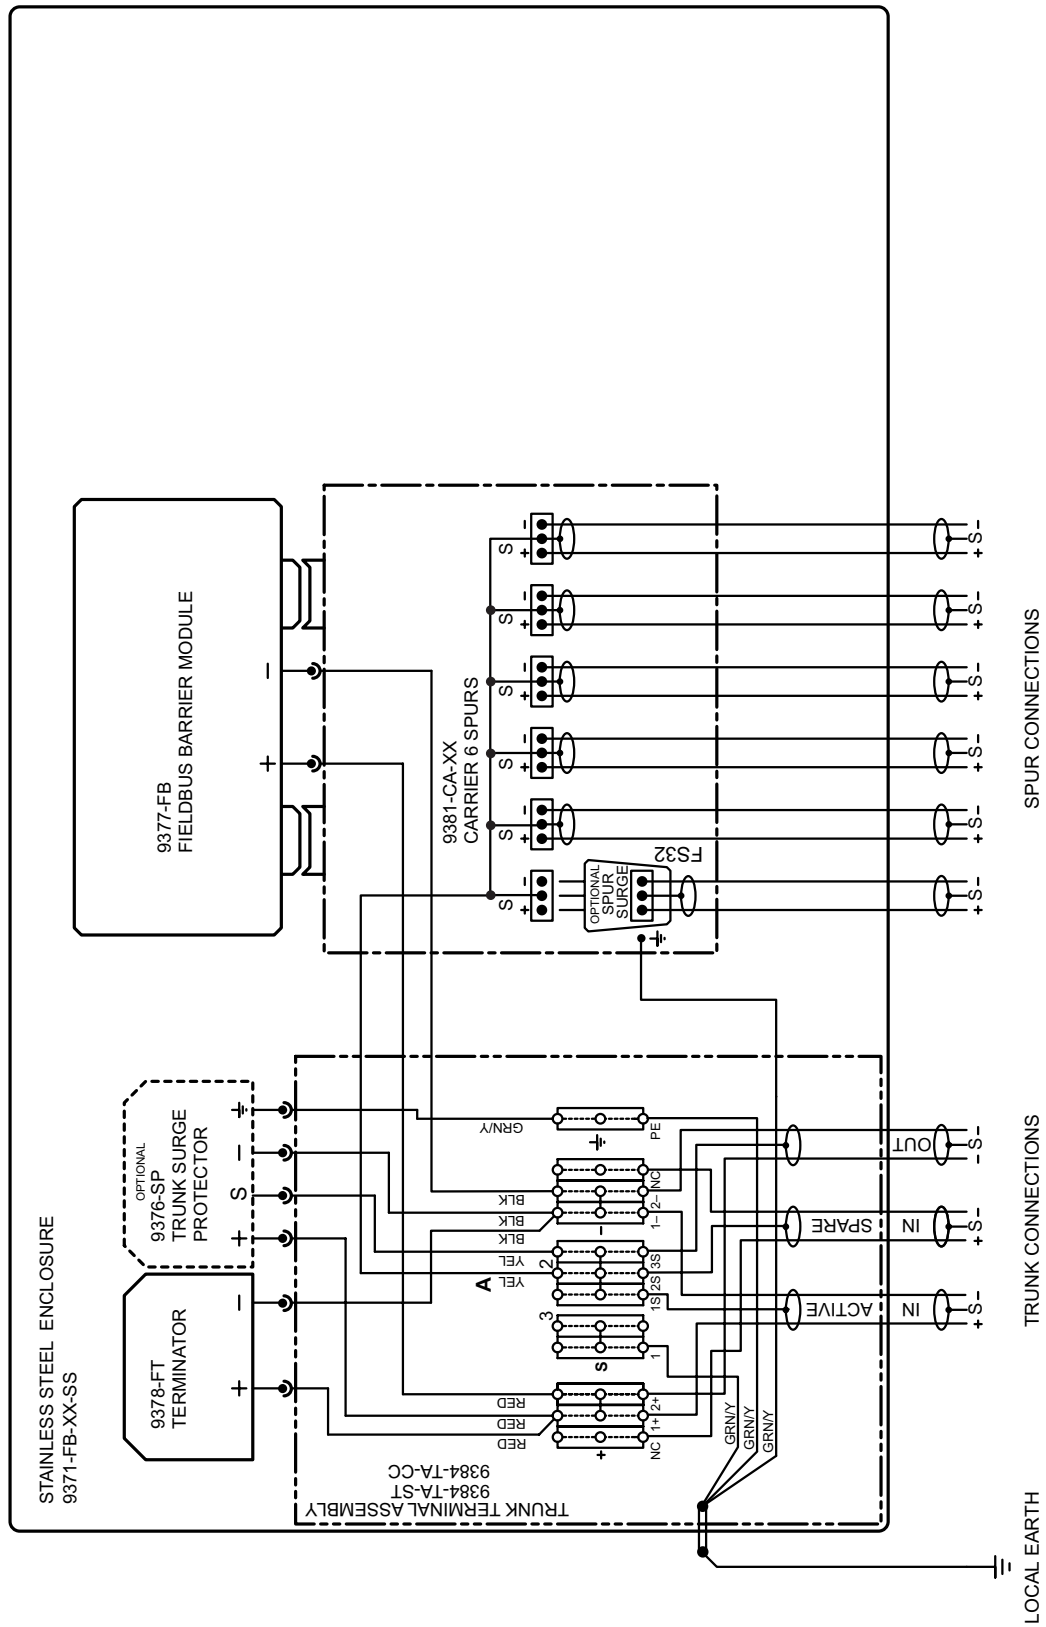 STAINLESS STEEL ENCLOSURE
9371-FB-XX-SS
9378-FT
TERMINATOR
+
–
OPTIONAL
9376-SP
TRUNK SURGE
PROTECTOR
+
S
–
9377-FB
FIELDBUS BARRIER MODULE
+
–
TRUNK TERMINAL ASSEMBLY
9384-TA-ST
9384-TA-CC
RED
RED
RED
YEL
YEL
BLK
BLK
BLK
GRN/Y
A
3
2
+
S
–
NC
1+
2+
1
1S
2S
3S
1–
2–
NC
PE
GRN/Y
GRN/Y
GRN/Y
9381-CA-XX
CARRIER 6 SPURS
+
S
–
+
S
–
+
S
–
+
S
–
+
S
–
+
S
–
OPTIONAL
SPUR
SURGE
FS32
ACTIVE
IN
SPARE
IN
OUT
+
S
–
+
S
–
–
S
–
+
S
–
+
S
–
+
S
–
+
S
–
+
S
–
+
S
–
LOCAL EARTH
TRUNK CONNECTIONS
SPUR CONNECTIONS